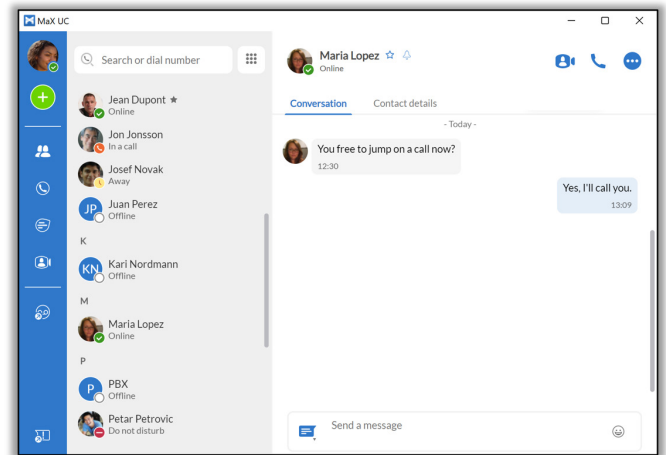 MaX UC
Search or dial number
Jean Dupont
Online
Jon Jonsson
In a call
Josef Novak
Away
JP
Juan Perez
Offline
K
KN
Kari Nordmann
Offline
M
Maria Lopez
Online
P
P
PBX
Offline
Petar Petrovic
Do not disturb
Maria Lopez
Online
Conversation
Contact details
- Today -
You free to jump on a call now?
12:30
Yes, I'll call you.
13:09
Send a message